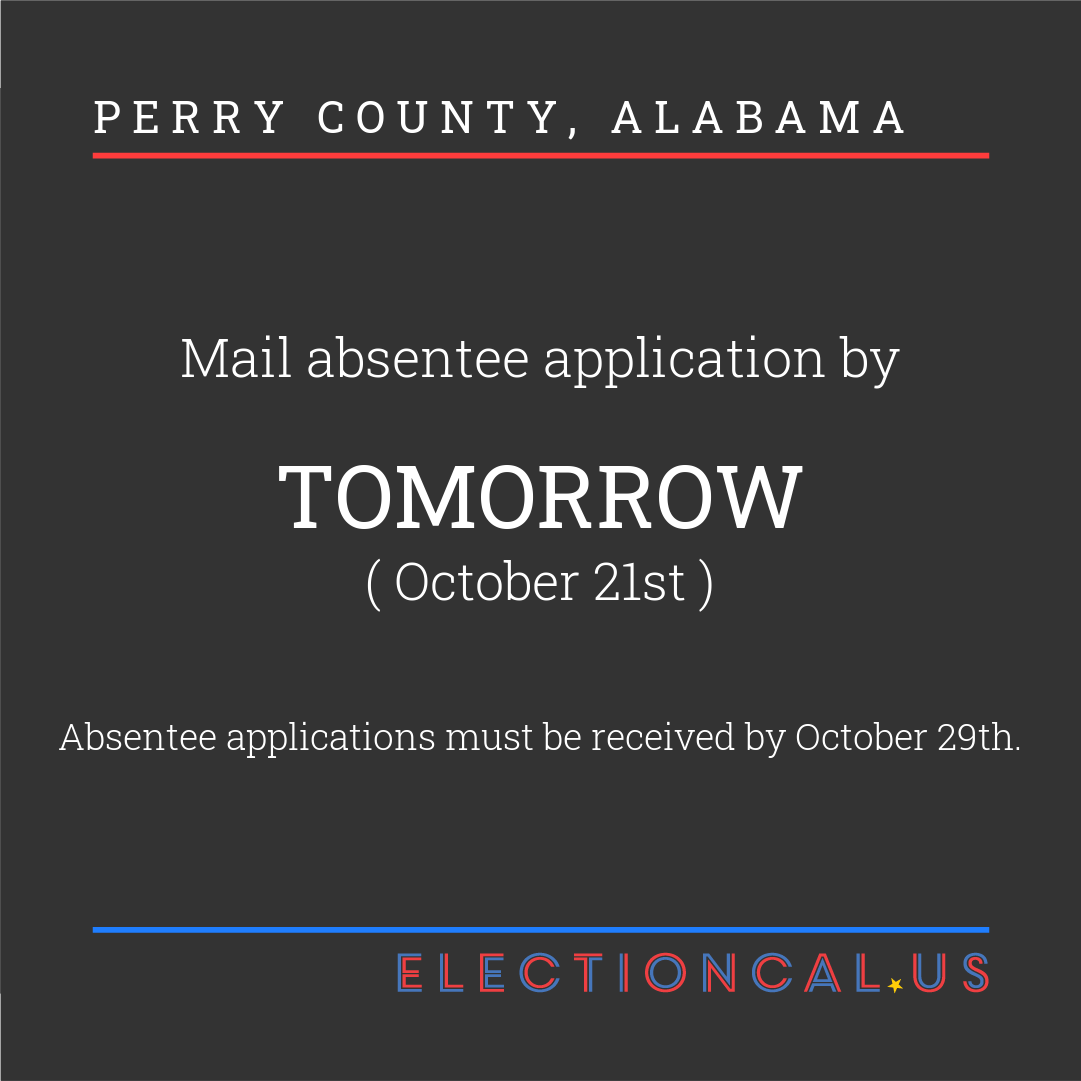 PERRY COUNTY, ALABAMA
Mail absentee application by
TOMORROW
( October 21st )
Absentee applications must be received by October 29th.
ELECTIONCAL.US